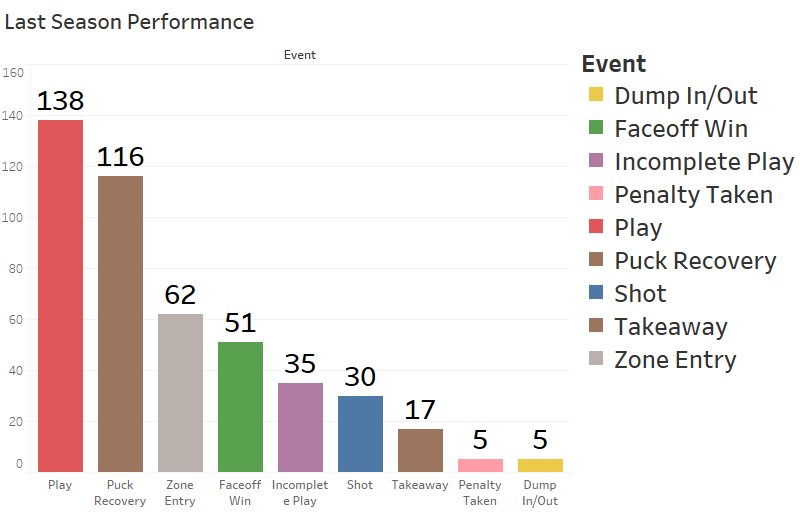 Last Season Performance
Event
160
140
120
100
80
60
40
20
0
138
116
62
51
35
30
17
5
5
Play
Puck
Recovery
Zone
Entry
Faceoff
Win
Incomplet
e Play
Shot
Takeaway
Penalty
Taken
Dump
In/Out
Event
Dump In/Out
Faceoff Win
Incomplete Play
Penalty Taken
Play
Puck Recovery
Shot
Takeaway
Zone Entry